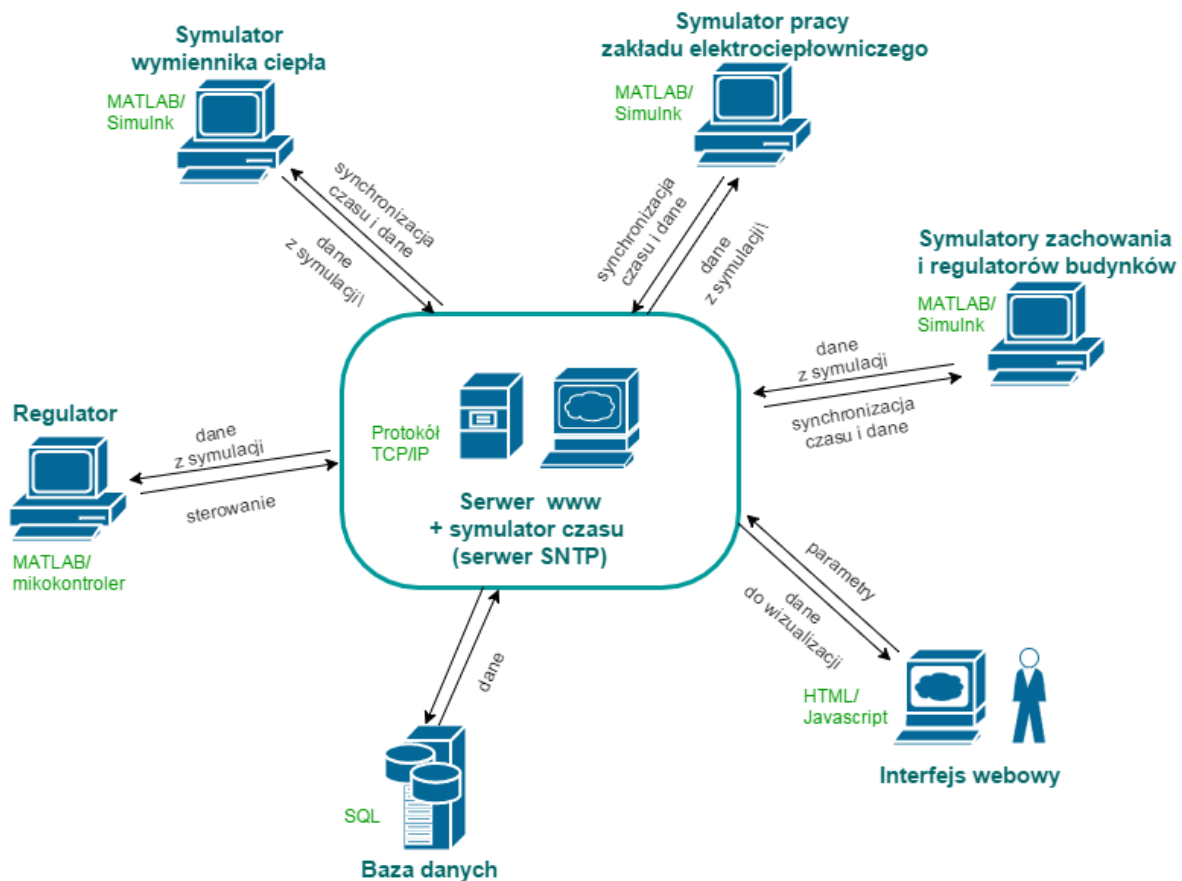 Symulator
wymiennika ciepła
MATLAB/
Simulnk
Symulator pracy
zakładu elektrociepłowniczego
MATLAB/
Simulnk
synchronizacja
czasu i dane
dane
z symulacji\
synchronizacja
czasu i dane
dane
z symulacji\
Symulatory zachowania
i regulatorów budynków
MATLAB/
Simulnk
dane
z symulacji
synchronizacja
czasu i dane
Regulator
dane
z symulacji
sterowanie
MATLAB/
mikokontroler
Protokół
TCP/IP
Serwer www
+ symulator czasu
(serwer SNTP)
parametry
dane
do wizualizacji
HTML/
Javascript
Interfejs webowy
dane
SQL
Baza danych